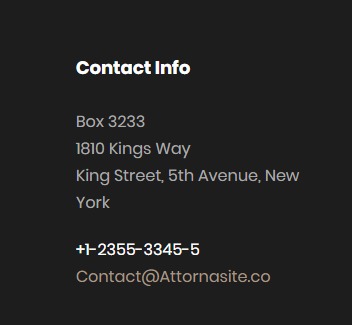 Contact Info
Box 3233
1810 Kings Way
King Street, 5th Avenue, New
York
+1-2355-3345-5
Contact@Attornasite.co